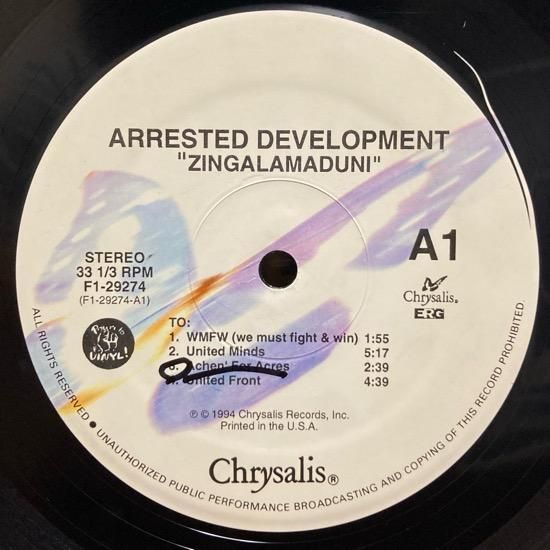 ARRESTED DEVELOPMENT
"ZINGALAMADUNI"
A1
STEREO
33 1/3 RPM
F1-29274
(F1-29274-A1)
Chrysalis®
ERG
VINYL!
TO:
1. WMFW (we must fight & win) 1:55
2. United Minds 5:17
3. Achen' For Acres 2:39
4. United Front 4:39
℗ © 1994 Chrysalis Records, Inc.
Printed in the U.S.A.
Chrysalis®
ALL RIGHTS RESERVED • UNAUTHORIZED PUBLIC PERFORMANCE BROADCASTING AND COPYING OF THIS RECORD PROHIBITED.